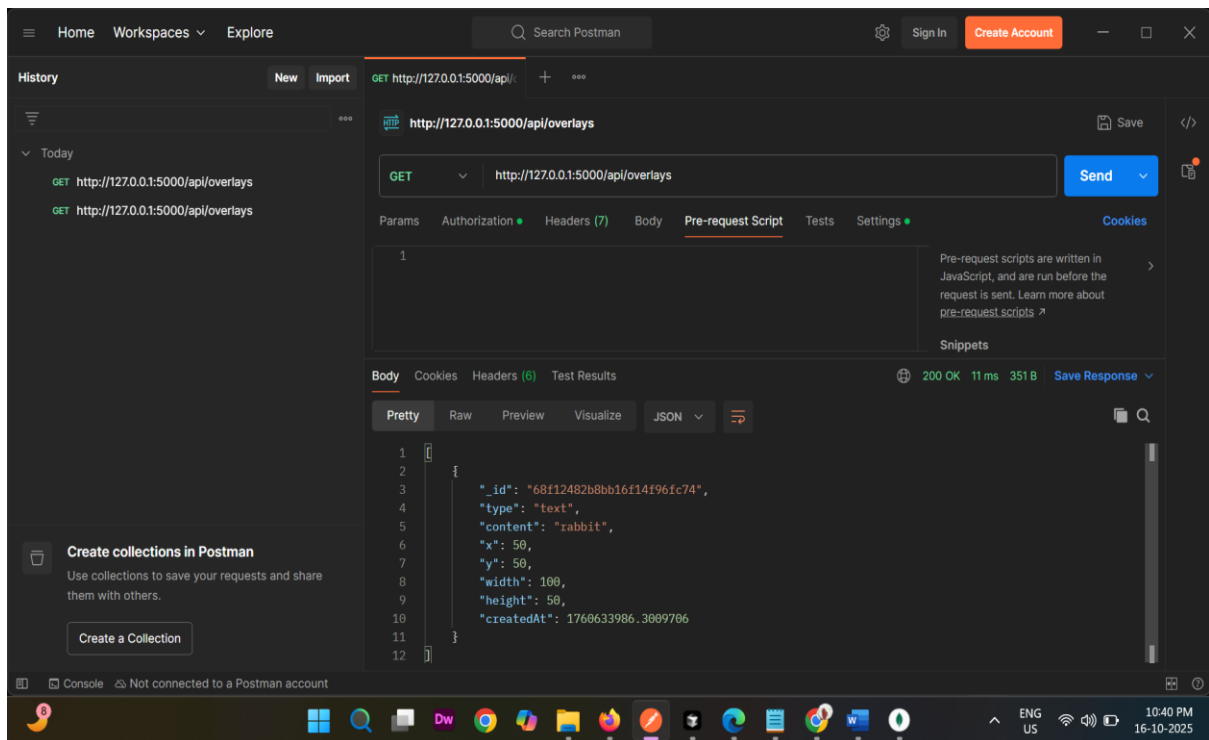 Home Workspaces Explore Search Postman Sign In Create Account
History New Import GET http://127.0.0.1:5000/api/
HTTP http://127.0.0.1:5000/api/overlays Save </>
Today
GET http://127.0.0.1:5000/api/overlays
GET http://127.0.0.1:5000/api/overlays
GET http://127.0.0.1:5000/api/overlays Send
Params Authorization Headers (7) Body Pre-request Script Tests Settings Cookies
1
Pre-request scripts are written in
JavaScript, and are run before the
request is sent. Learn more about
pre-request scripts
Snippets
Body Cookies Headers (6) Test Results 200 OK 11 ms 351 B Save Response
Pretty Raw Preview Visualize JSON
1 [
2 {
3 "_id": "68f12482b8bb16f14f96fc74",
4 "type": "text",
5 "content": "rabbit",
6 "x": 50,
7 "y": 50,
8 "width": 100,
9 "height": 50,
10 "createdAt": 1760633986.3009706
11 }
12 ]
Create collections in Postman
Use collections to save your requests and share
them with others.
Create a Collection
Console Not connected to a Postman account
8 Dw ENG 10:40 PM
US 16-10-2025